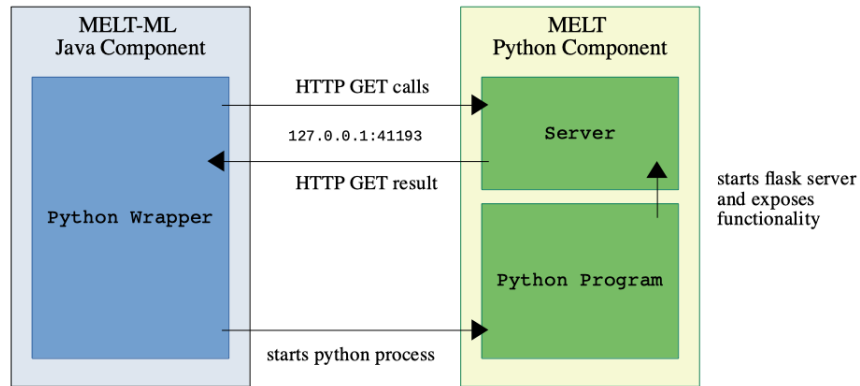 MELT-ML
Java Component
MELT
Python Component
HTTP GET calls
127.0.0.1:41193
HTTP GET result
Server
Python Wrapper
starts flask server
and exposes
functionality
Python Program
starts python process